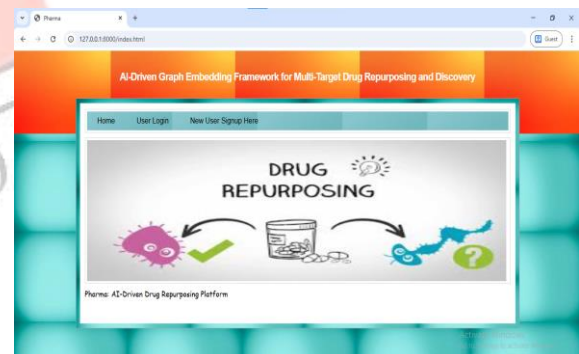 Pharma
127.0.0.1:8000/index.html
Guest
AI-Driven Graph Embedding Framework for Multi-Target Drug Repurposing and Discovery
Home User Login New User Signup Here
DRUG
REPURPOSING
Pharma: AI-Driven Drug Repurposing Platform